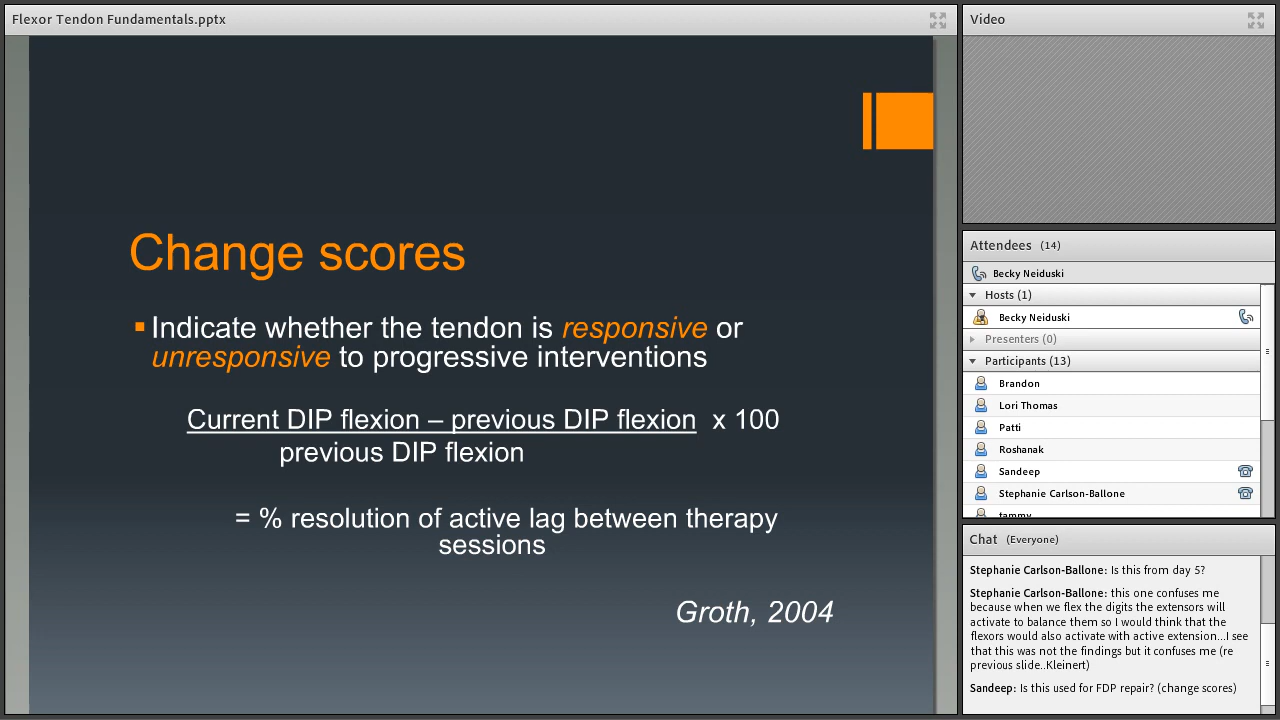 Flexor Tendon Fundamentals.pptx
Change scores
Indicate whether the tendon is responsive or
unresponsive to progressive interventions
Current DIP flexion – previous DIP flexion x 100
previous DIP flexion
= % resolution of active lag between therapy
sessions
Groth, 2004
Video
Attendees (14)
Becky Neiduski
Hosts (1)
Becky Neiduski
Presenters (0)
Participants (13)
Brandon
Lori Thomas
Patti
Roshanak
Sandeep
Stephanie Carlson-Ballone
tammy
Chat (Everyone)
Stephanie Carlson-Ballone: Is this from day 5?
Stephanie Carlson-Ballone: this one confuses me
because when we flex the digits the extensors will
activate to balance them so I would think that the
flexors would also activate with active extension...I see
that this was not the findings but it confuses me (re
previous slide..Kleinert)
Sandeep: Is this used for FDP repair? (change scores)